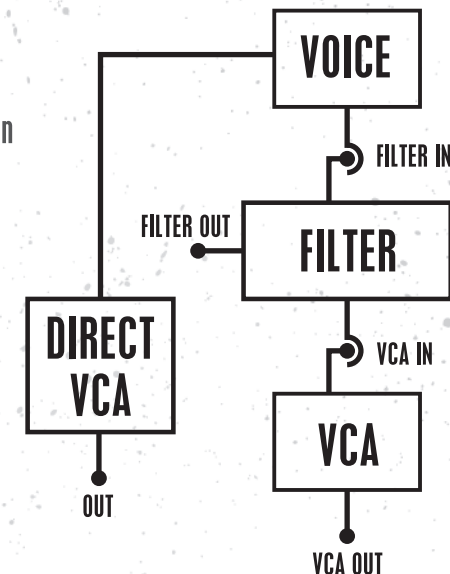 VOICE
n
FILTER IN
FILTER OUT
FILTER
DIRECT
VCA
VCA IN
VCA
OUT
VCA OUT